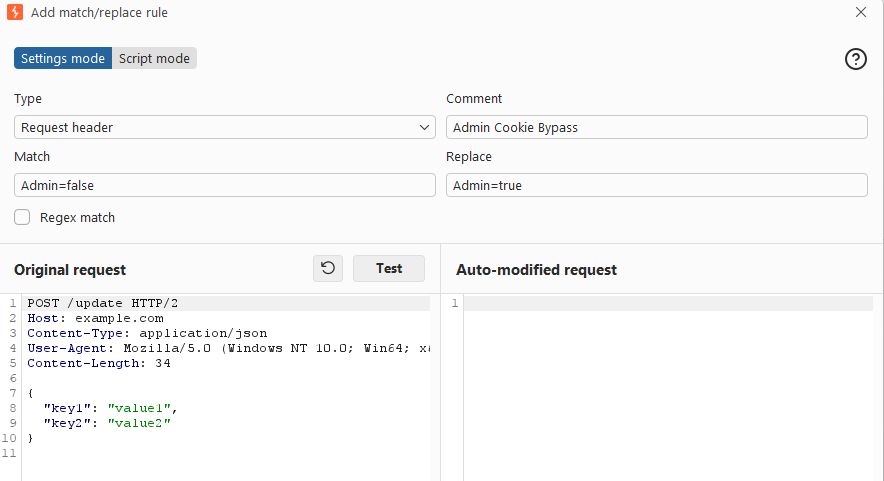 Add match/replace rule
Settings mode Script mode
Type
Comment
Request header
Admin Cookie Bypass
Match
Replace
Admin=false
Admin=true
Regex match
Original request
Test
Auto-modified request
1 POST /update HTTP/2
2 Host: example.com
3 Content-Type: application/json
4 User-Agent: Mozilla/5.0 (Windows NT 10.0; Win64;
5 Content-Length: 34
6
7 {
8 "key1": "value1",
9 "key2": "value2"
10 }
11
1